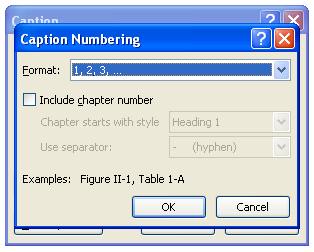 Caption
Caption Numbering
Format: 1, 2, 3, ...
Include chapter number
Chapter starts with style Heading 1
Use separator: - (hyphen)
Examples: Figure II-1, Table 1-A
OK Cancel